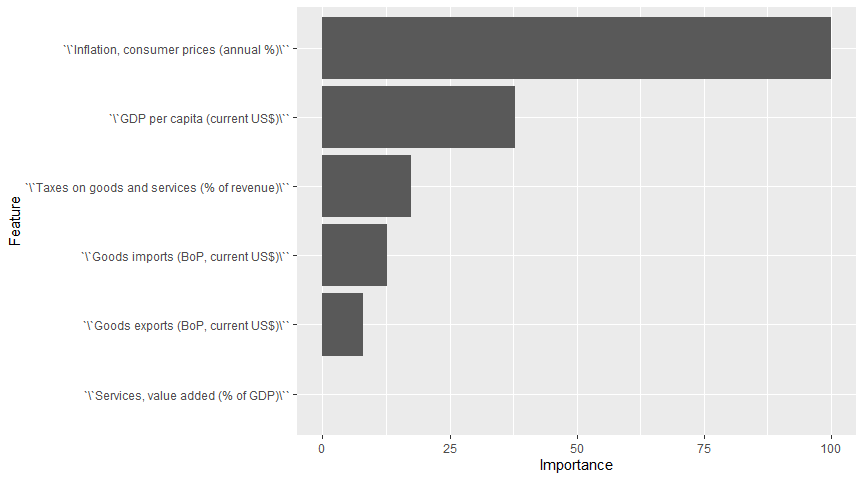 `\`Inflation, consumer prices (annual %)\``
`\`GDP per capita (current US$)\``
`\`Taxes on goods and services (% of revenue)\``
`\`Goods imports (BoP, current US$)\``
`\`Goods exports (BoP, current US$)\``
`\`Services, value added (% of GDP)\``
Feature
0 25 50 75 100
Importance